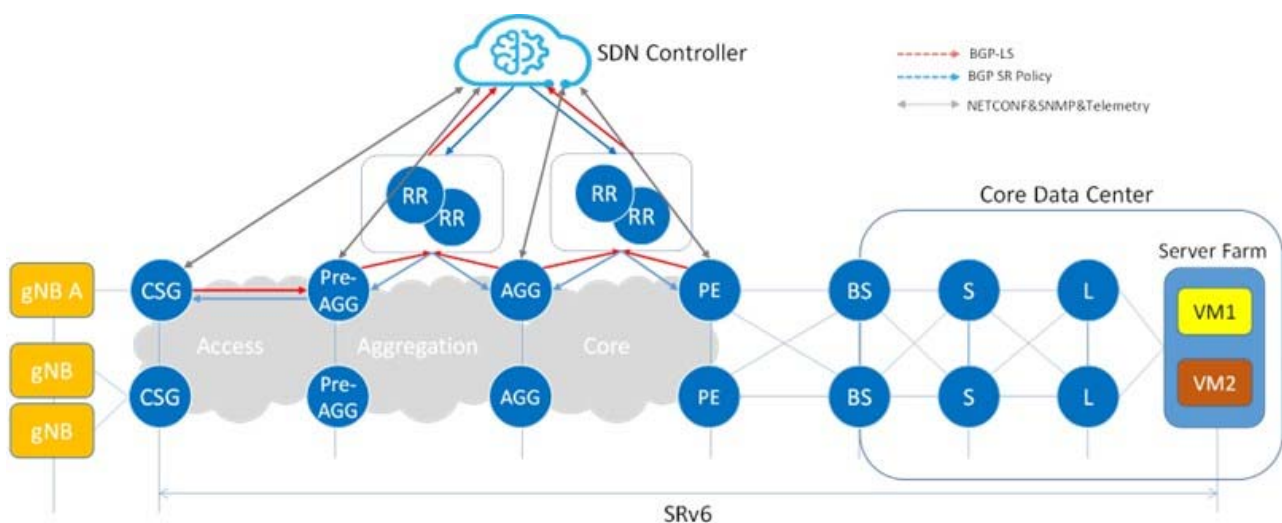 SDN Controller
BGP-LS
BGP SR Policy
NETCONF&SNMP&Telemetry
RR
RR
RR
RR
Core Data Center
Server Farm
gNB A
CSG
Pre-
AGG
AGG
PE
BS
S
L
VM1
Access
Aggregation
Core
gNB
gNB
CSG
Pre-
AGG
AGG
PE
BS
S
L
VM2
SRv6